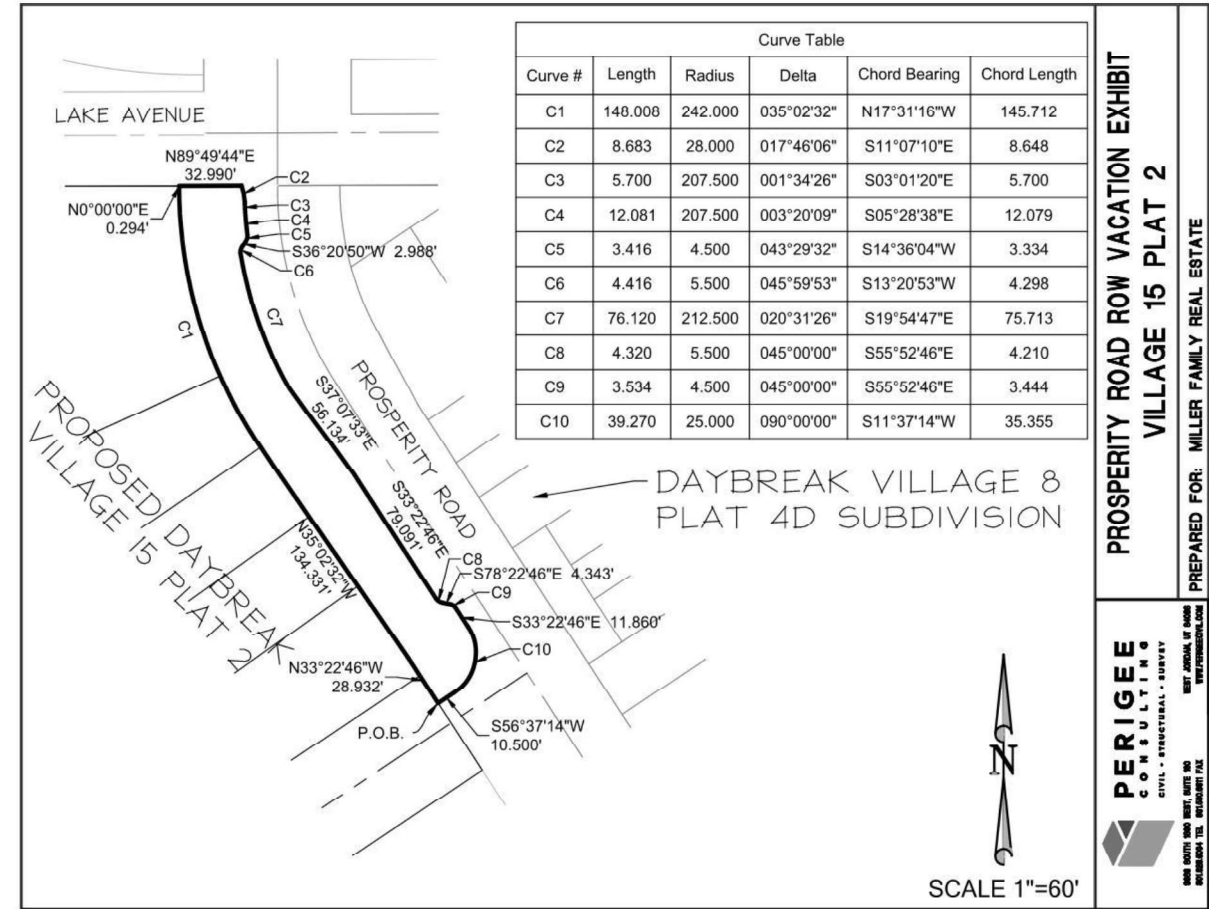 LAKE AVENUE
N89°49'44"E
32.990'
N0°00'00"E
0.294'
C2
C3
C4
C5
S36°20'50"W 2.988'
C6
C1
C7
PROSPERITY ROAD
S37°07'33"E
56.134'
S33°22'46"E
79.091'
PROPOSED DAYBREAK
VILLAGE 15 PLAT 2
N35°02'32"W
134.331'
C8
S78°22'46"E 4.343'
C9
S33°22'46"E 11.860'
C10
N33°22'46"W
28.932'
P.O.B.
S56°37'14"W
10.500'
DAYBREAK VILLAGE 8
PLAT 4D SUBDIVISION
Curve Table
Curve # Length Radius Delta Chord Bearing Chord Length
C1 148.008 242.000 035°02'32" N17°31'16"W 145.712
C2 8.683 28.000 017°46'06" S11°07'10"E 8.648
C3 5.700 207.500 001°34'26" S03°01'20"E 5.700
C4 12.081 207.500 003°20'09" S05°28'38"E 12.079
C5 3.416 4.500 043°29'32" S14°36'04"W 3.334
C6 4.416 5.500 045°59'53" S13°20'53"W 4.298
C7 76.120 212.500 020°31'26" S19°54'47"E 75.713
C8 4.320 5.500 045°00'00" S55°52'46"E 4.210
C9 3.534 4.500 045°00'00" S55°52'46"E 3.444
C10 39.270 25.000 090°00'00" S11°37'14"W 35.355
N
SCALE 1"=60'
PROSPERITY ROAD ROW VACATION EXHIBIT
VILLAGE 15 PLAT 2
PREPARED FOR: MILLER FAMILY REAL ESTATE
PERIGEE
CONSULTING
CIVIL • STRUCTURAL • SURVEY
WEST JORDAN, UT
WWW.PERIGEECIVIL.COM